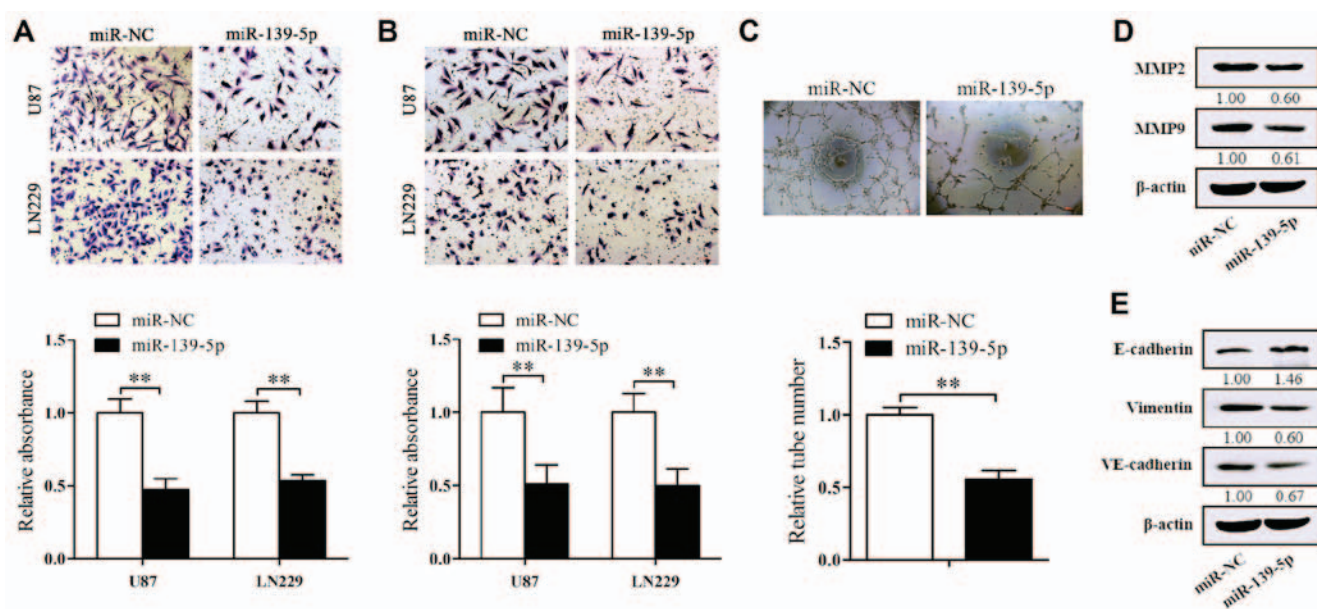 A
miR-NC miR-139-5p
U87
LN229
miR-NC
miR-139-5p
Relative absorbance
1.5
1.0
0.5
0.0
**
**
U87 LN229
B
miR-NC miR-139-5p
U87
LN229
miR-NC
miR-139-5p
Relative absorbance
1.5
1.0
0.5
0.0
**
**
U87 LN229
C
miR-NC miR-139-5p
miR-NC
miR-139-5p
Relative tube number
1.5
1.0
0.5
0.0
**
D
MMP2
1.00 0.60
MMP9
1.00 0.61
β-actin
niR-NC miR-139-5p
E
E-cadherin
1.00 1.46
Vimentin
1.00 0.60
VE-cadherin
1.00 0.67
β-actin
miR-NC miR-139-5p